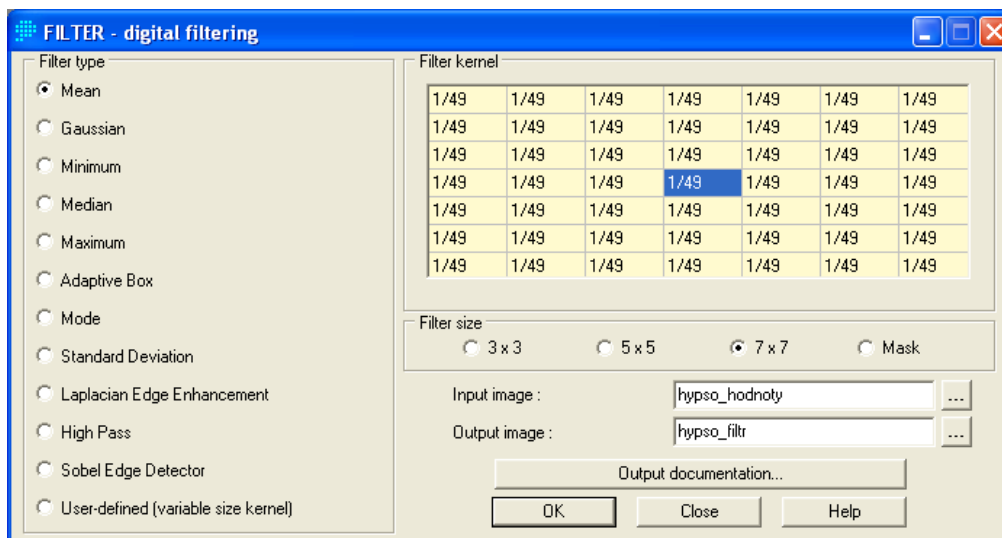 FILTER - digital filtering
Filter type
Mean
Gaussian
Minimum
Median
Maximum
Adaptive Box
Mode
Standard Deviation
Laplacian Edge Enhancement
High Pass
Sobel Edge Detector
User-defined (variable size kernel)
Filter kernel
1/49 1/49 1/49 1/49 1/49 1/49 1/49
1/49 1/49 1/49 1/49 1/49 1/49 1/49
1/49 1/49 1/49 1/49 1/49 1/49 1/49
1/49 1/49 1/49 1/49 1/49 1/49 1/49
1/49 1/49 1/49 1/49 1/49 1/49 1/49
1/49 1/49 1/49 1/49 1/49 1/49 1/49
1/49 1/49 1/49 1/49 1/49 1/49 1/49
Filter size
3 x 3 5 x 5 7 x 7 Mask
Input image : hypso_hodnoty ...
Output image : hypso_filtr ...
Output documentation...
OK Close Help